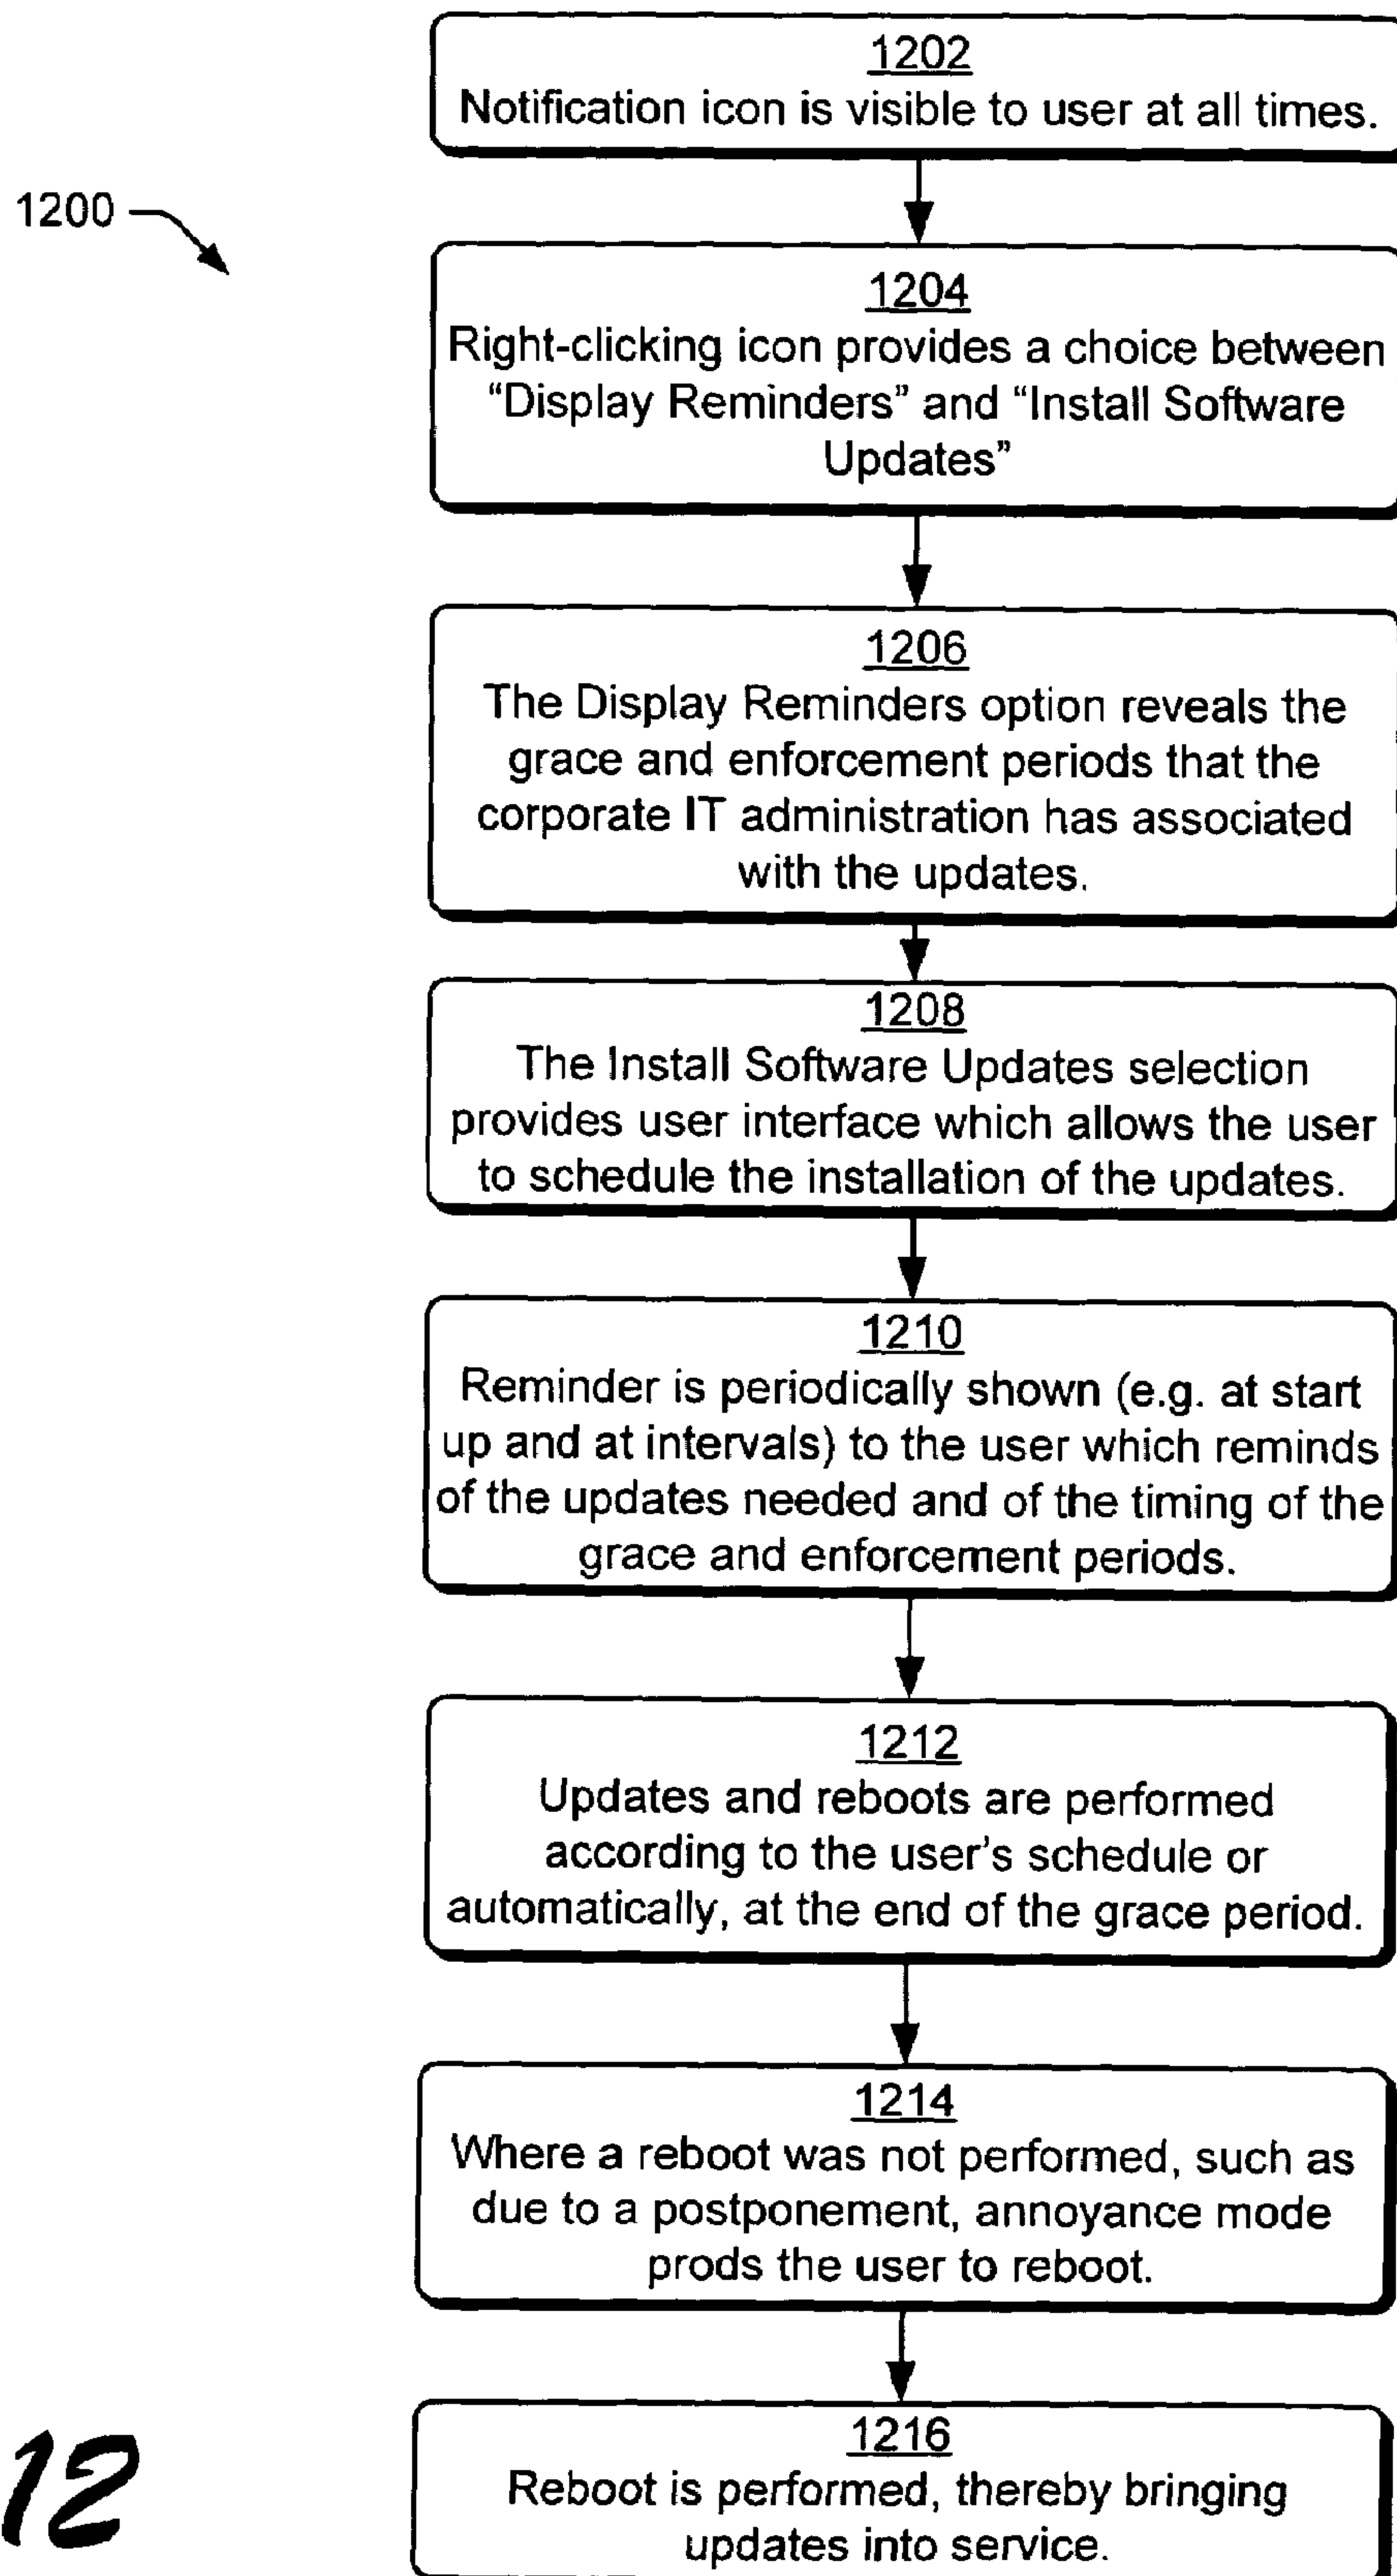 1202
Notification icon is visible to user at all times.
1200
1204
Right-clicking icon provides a choice between
“Display Reminders” and “Install Software
Updates”
1206
The Display Reminders option reveals the
grace and enforcement periods that the
corporate IT administration has associated
with the updates.
1208
The Install Software Updates selection
provides user interface which allows the user
to schedule the installation of the updates.
1210
Reminder is periodically shown (e.g. at start
up and at intervals) to the user which reminds
of the updates needed and of the timing of the
grace and enforcement periods.
1212
Updates and reboots are performed
according to the user's schedule or
automatically, at the end of the grace period.
1214
Where a reboot was not performed, such as
due to a postponement, annoyance mode
prods the user to reboot.
1216
Reboot is performed, thereby bringing
updates into service.
12